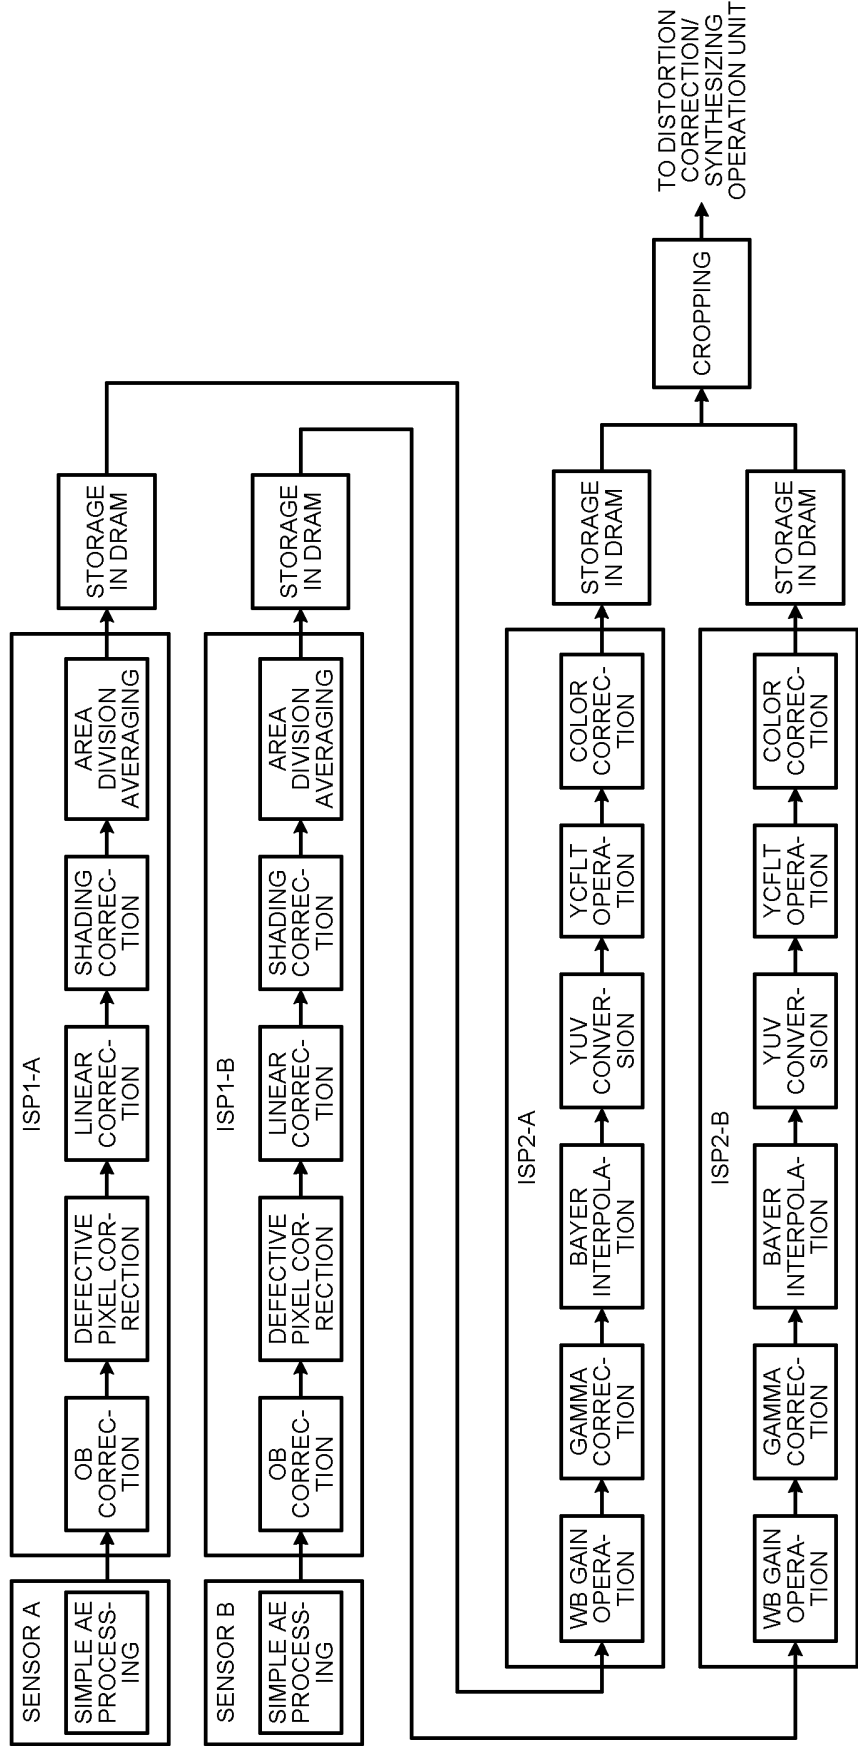 SENSOR A
SIMPLE AE
PROCESS-
ING
ISP1-A
OB
CORREC-
TION
DEFECTIVE
PIXEL COR-
RECTION
LINEAR
CORREC-
TION
SHADING
CORREC-
TION
AREA
DIVISION
AVERAGING
STORAGE
IN DRAM
SENSOR B
SIMPLE AE
PROCESS-
ING
ISP1-B
OB
CORREC-
TION
DEFECTIVE
PIXEL COR-
RECTION
LINEAR
CORREC-
TION
SHADING
CORREC-
TION
AREA
DIVISION
AVERAGING
STORAGE
IN DRAM
ISP2-A
WB GAIN
OPERA-
TION
GAMMA
CORREC-
TION
BAYER
INTERPOLA-
TION
YUV
CONVER-
SION
YCFLT
OPERA-
TION
COLOR
CORREC-
TION
STORAGE
IN DRAM
ISP2-B
WB GAIN
OPERA-
TION
GAMMA
CORREC-
TION
BAYER
INTERPOLA-
TION
YUV
CONVER-
SION
YCFLT
OPERA-
TION
COLOR
CORREC-
TION
STORAGE
IN DRAM
CROPPING
TO DISTORTION
CORRECTION/
SYNTHESIZING
OPERATION UNIT